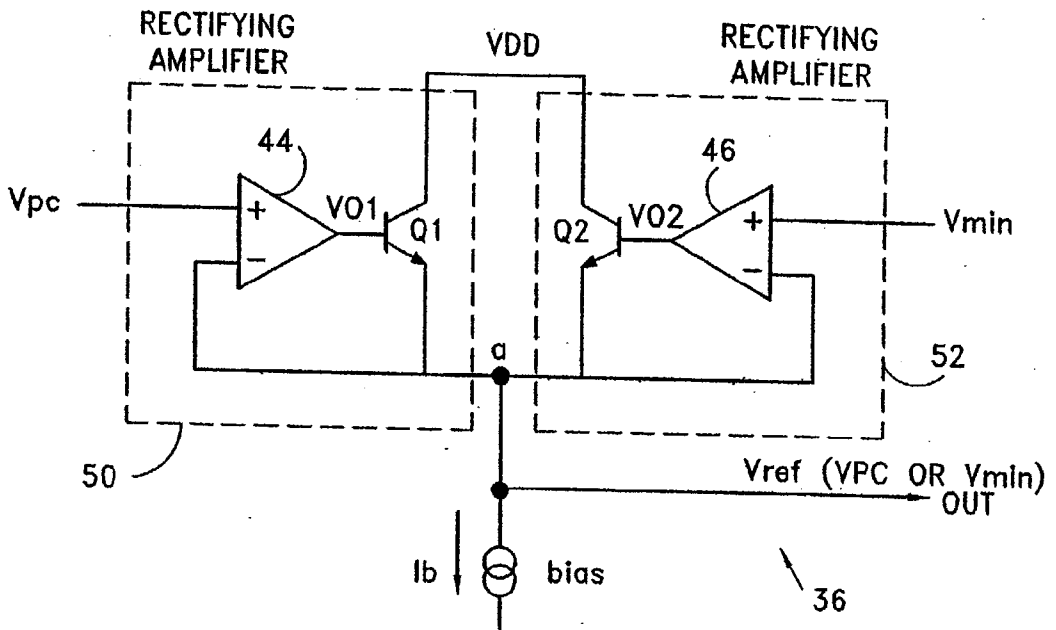 RECTIFYING
AMPLIFIER
VDD
RECTIFYING
AMPLIFIER
44
46
Vpc
+
VO1
Q1
Q2
VO2
+
Vmin
−
−
a
52
50
Vref (VPC OR Vmin)
OUT
Ib
bias
36